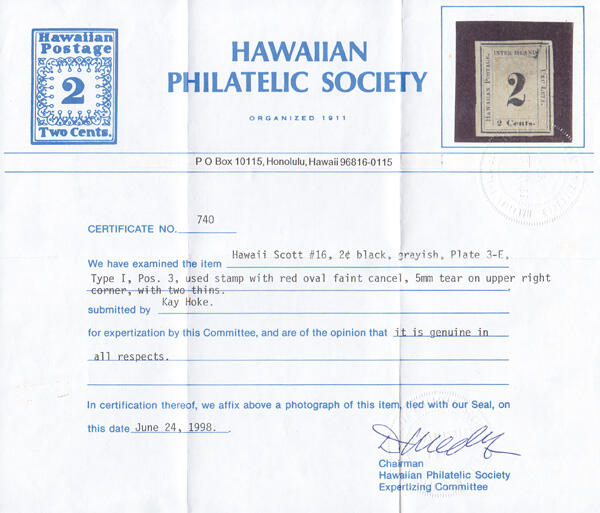 Hawaiian
Postage
2
Two Cents.
HAWAIIAN
PHILATELIC SOCIETY
ORGANIZED 1911
INTER ISLAND
HAWAIIAN POSTAGE.
2
2 Cents.
P O Box 10115, Honolulu, Hawaii 96816-0115
CERTIFICATE NO. 740
We have examined the item Hawaii Scott #16, 2¢ black, grayish, Plate 3-E,
Type I, Pos. 3, used stamp with red oval faint cancel, 5mm tear on upper right
corner, with two thins.
submitted by Kay Hoke.
for expertization by this Committee, and are of the opinion that it is genuine in
all respects.
In certification thereof, we affix above a photograph of this item, tied with our Seal, on
this date June 24, 1998.
Chairman
Hawaiian Philatelic Society
Expertizing Committee